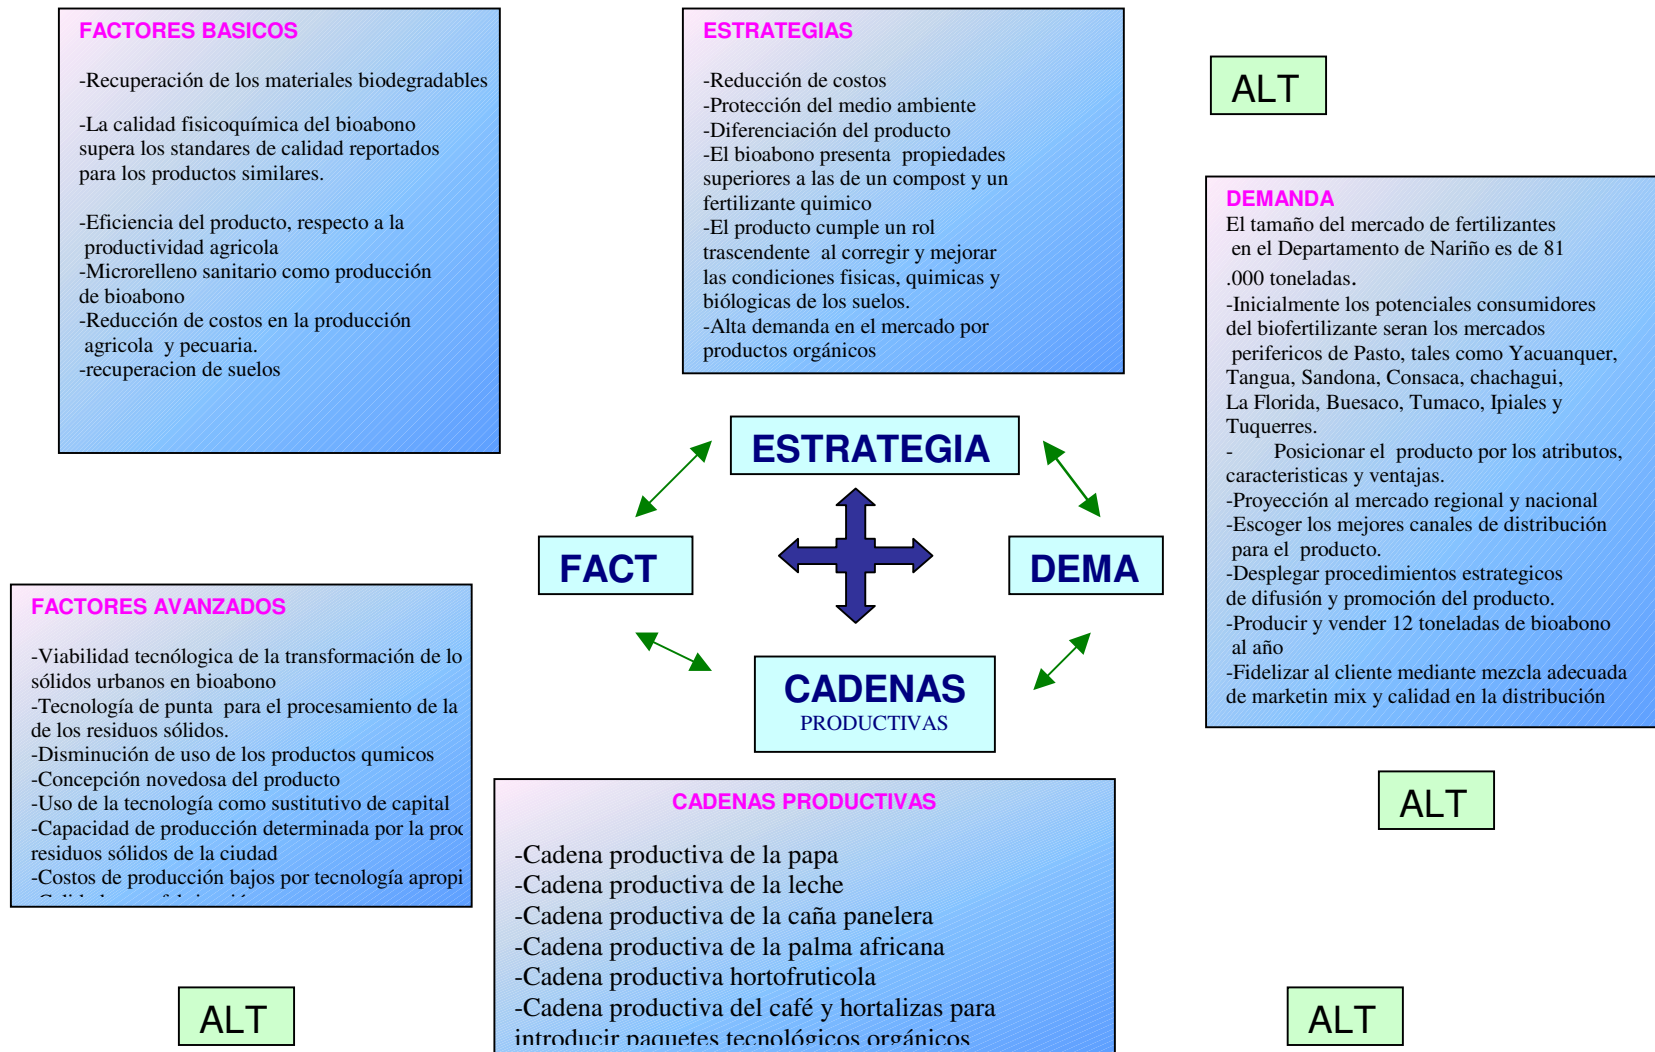 FACTORES BASICOS
-Recuperación de los materiales biodegradables
-La calidad fisicoquímica del bioabono
supera los standares de calidad reportados
para los productos similares.
-Eficiencia del producto, respecto a la
productividad agricola
-Microrelleno sanitario como producción
de bioabono
-Reducción de costos en la producción
agricola y pecuaria.
-recuperacion de suelos
ESTRATEGIAS
-Reducción de costos
-Protección del medio ambiente
-Diferenciación del producto
-El bioabono presenta propiedades
superiores a las de un compost y un
fertilizante quimico
-El producto cumple un rol
trascendente al corregir y mejorar
las condiciones fisicas, quimicas y
biólogicas de los suelos.
-Alta demanda en el mercado por
productos orgánicos
ALT
DEMANDA
El tamaño del mercado de fertilizantes
en el Departamento de Nariño es de 81
.000 toneladas.
-Inicialmente los potenciales consumidores
del biofertilizante seran los mercados
perifericos de Pasto, tales como Yacuanquer,
Tangua, Sandona, Consaca, chachagui,
La Florida, Buesaco, Tumaco, Ipiales y
Tuquerres.
- Posicionar el producto por los atributos,
caracteristicas y ventajas.
-Proyección al mercado regional y nacional
-Escoger los mejores canales de distribución
para el producto.
-Desplegar procedimientos estrategicos
de difusión y promoción del producto.
-Producir y vender 12 toneladas de bioabono
al año
-Fidelizar al cliente mediante mezcla adecuada
de marketin mix y calidad en la distribución
ESTRATEGIA
FACT
DEMA
CADENAS
PRODUCTIVAS
FACTORES AVANZADOS
-Viabilidad tecnólogica de la transformación de lo
sólidos urbanos en bioabono
-Tecnología de punta para el procesamiento de la
de los residuos sólidos.
-Disminución de uso de los productos qumicos
-Concepción novedosa del producto
-Uso de la tecnología como sustitutivo de capital
-Capacidad de producción determinada por la proc
residuos sólidos de la ciudad
-Costos de producción bajos por tecnología apropi
CADENAS PRODUCTIVAS
-Cadena productiva de la papa
-Cadena productiva de la leche
-Cadena productiva de la caña panelera
-Cadena productiva de la palma africana
-Cadena productiva hortofruticola
-Cadena productiva del café y hortalizas para
introducir paquetes tecnológicos orgánicos
ALT
ALT
ALT